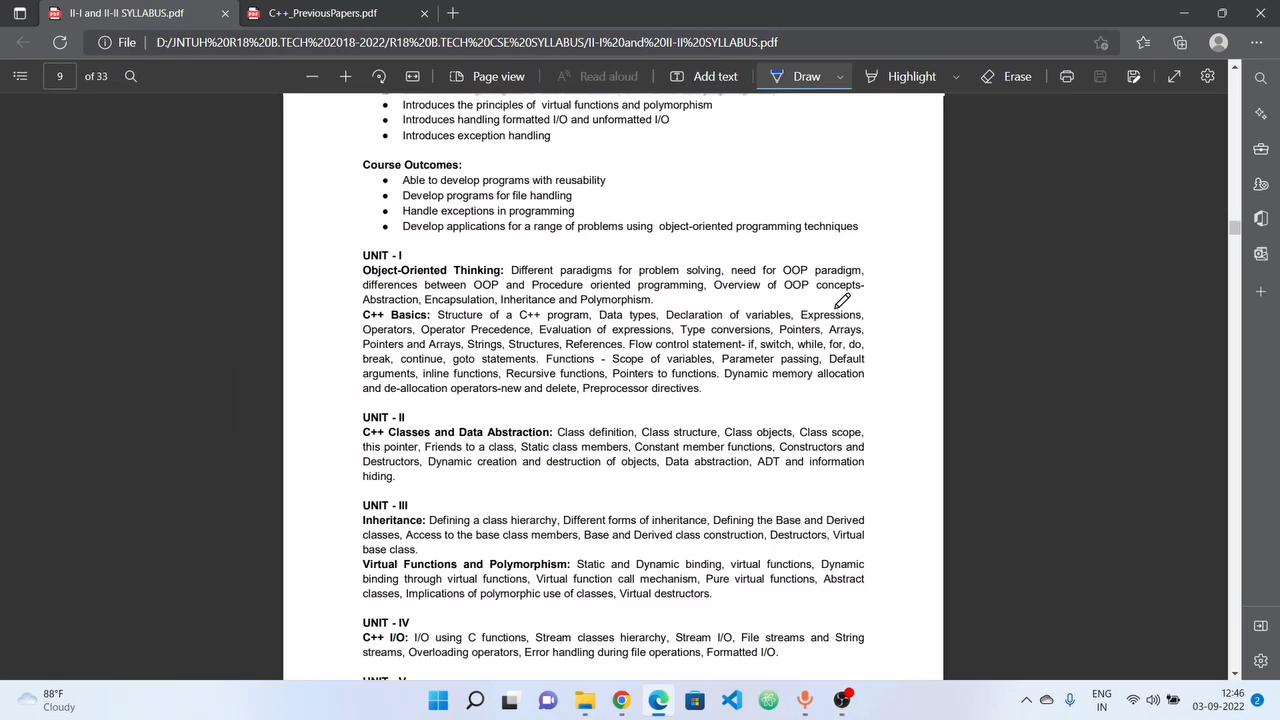 II-I and II-II SYLLABUS.pdf
C++_PreviousPapers.pdf
File
D:/JNTUH%20R18%20B.TECH%202018-2022/R18%20B.TECH%20CSE%20SYLLABUS/II-I%20and%20II-II%20SYLLABUS.pdf
9 of 33
Page view
Read aloud
Add text
Draw
Highlight
Erase
• Introduces the principles of virtual functions and polymorphism
• Introduces handling formatted I/O and unformatted I/O
• Introduces exception handling
Course Outcomes:
• Able to develop programs with reusability
• Develop programs for file handling
• Handle exceptions in programming
• Develop applications for a range of problems using object-oriented programming techniques
UNIT - I
Object-Oriented Thinking: Different paradigms for problem solving, need for OOP paradigm,
differences between OOP and Procedure oriented programming, Overview of OOP concepts-
Abstraction, Encapsulation, Inheritance and Polymorphism.
C++ Basics: Structure of a C++ program, Data types, Declaration of variables, Expressions,
Operators, Operator Precedence, Evaluation of expressions, Type conversions, Pointers, Arrays,
Pointers and Arrays, Strings, Structures, References. Flow control statement- if, switch, while, for, do,
break, continue, goto statements. Functions - Scope of variables, Parameter passing, Default
arguments, inline functions, Recursive functions, Pointers to functions. Dynamic memory allocation
and de-allocation operators-new and delete, Preprocessor directives.
UNIT - II
C++ Classes and Data Abstraction: Class definition, Class structure, Class objects, Class scope,
this pointer, Friends to a class, Static class members, Constant member functions, Constructors and
Destructors, Dynamic creation and destruction of objects, Data abstraction, ADT and information
hiding.
UNIT - III
Inheritance: Defining a class hierarchy, Different forms of inheritance, Defining the Base and Derived
classes, Access to the base class members, Base and Derived class construction, Destructors, Virtual
base class.
Virtual Functions and Polymorphism: Static and Dynamic binding, virtual functions, Dynamic
binding through virtual functions, Virtual function call mechanism, Pure virtual functions, Abstract
classes, Implications of polymorphic use of classes, Virtual destructors.
UNIT - IV
C++ I/O: I/O using C functions, Stream classes hierarchy, Stream I/O, File streams and String
streams, Overloading operators, Error handling during file operations, Formatted I/O.
88°F
Cloudy
ENG
IN
12:46
03-09-2022
2